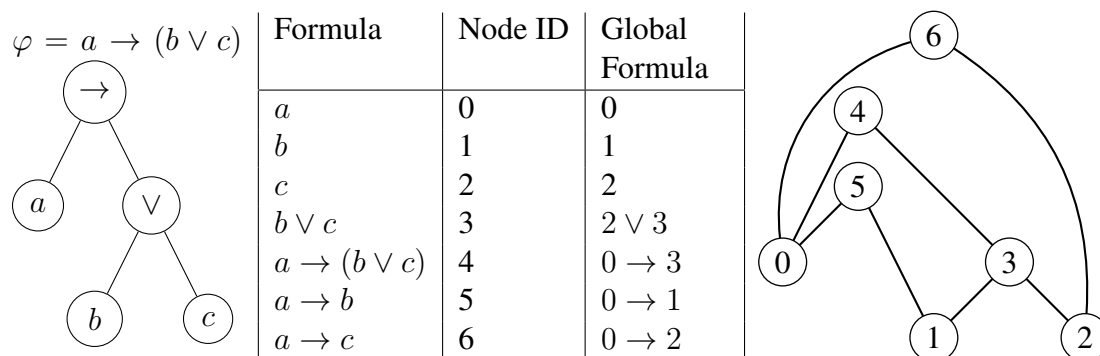 φ = a → (b ∨ c)
→
a
∨
b
c
Formula Node ID Global Formula
a 0 0
b 1 1
c 2 2
b ∨ c 3 2 ∨ 3
a → (b ∨ c) 4 0 → 3
a → b 5 0 → 1
a → c 6 0 → 2
6
4
5
0
3
1
2